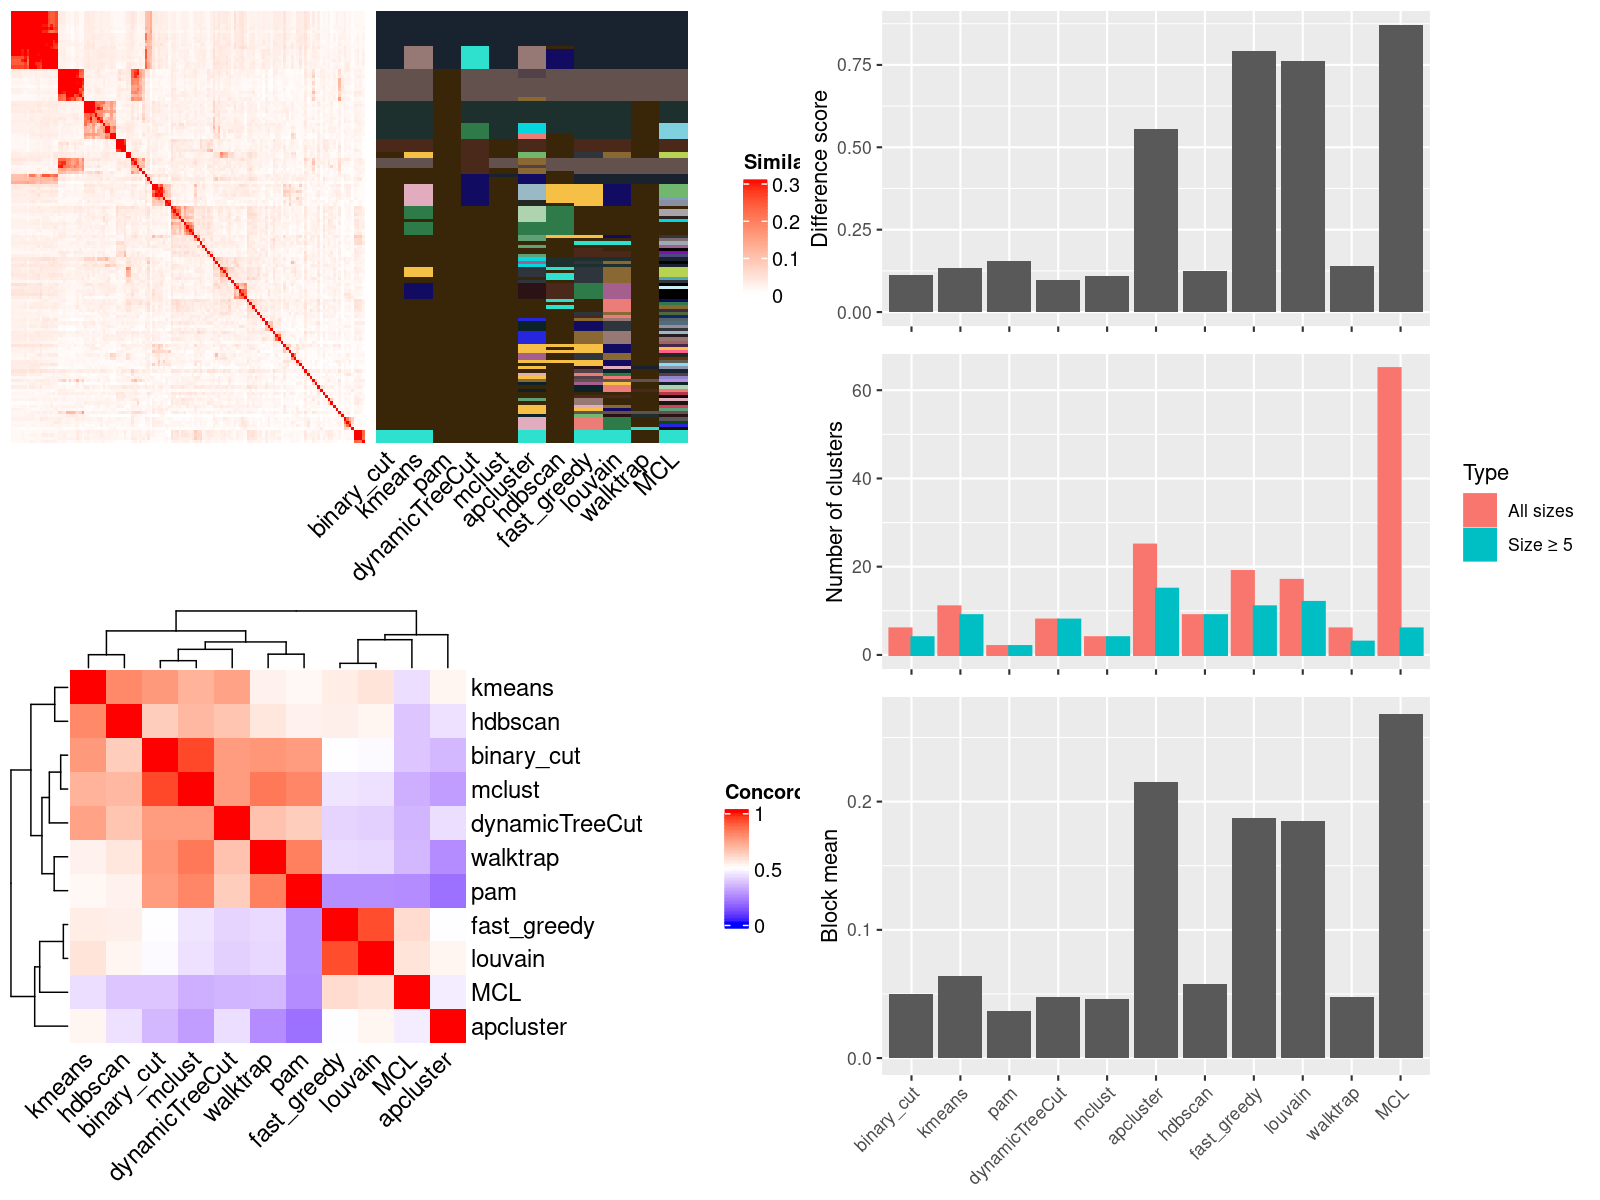 Simila
0.3
0.2
0.1
0
binary_cut
kmeans
pam
dynamicTreeCut
mclust
apcluster
hdbscan
fast_greedy
louvain
walktrap
MCL
kmeans
hdbscan
binary_cut
mclust
dynamicTreeCut
walktrap
pam
fast_greedy
louvain
MCL
apcluster
Concord
1
0.5
0
kmeans
hdbscan
binary_cut
mclust
dynamicTreeCut
walktrap
pam
fast_greedy
louvain
MCL
apcluster
Difference score
0.75
0.50
0.25
0.00
Number of clusters
60
40
20
0
Type
All sizes
Size ≥ 5
Block mean
0.2
0.1
0.0
binary_cut
kmeans
pam
dynamicTreeCut
mclust
apcluster
hdbscan
fast_greedy
louvain
walktrap
MCL